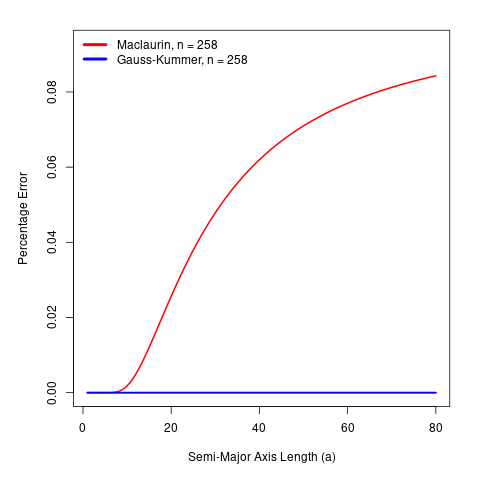 Maclaurin, n = 258
Gauss-Kummer, n = 258
Percentage Error
0.08
0.06
0.04
0.02
0.00
0 20 40 60 80
Semi-Major Axis Length (a)